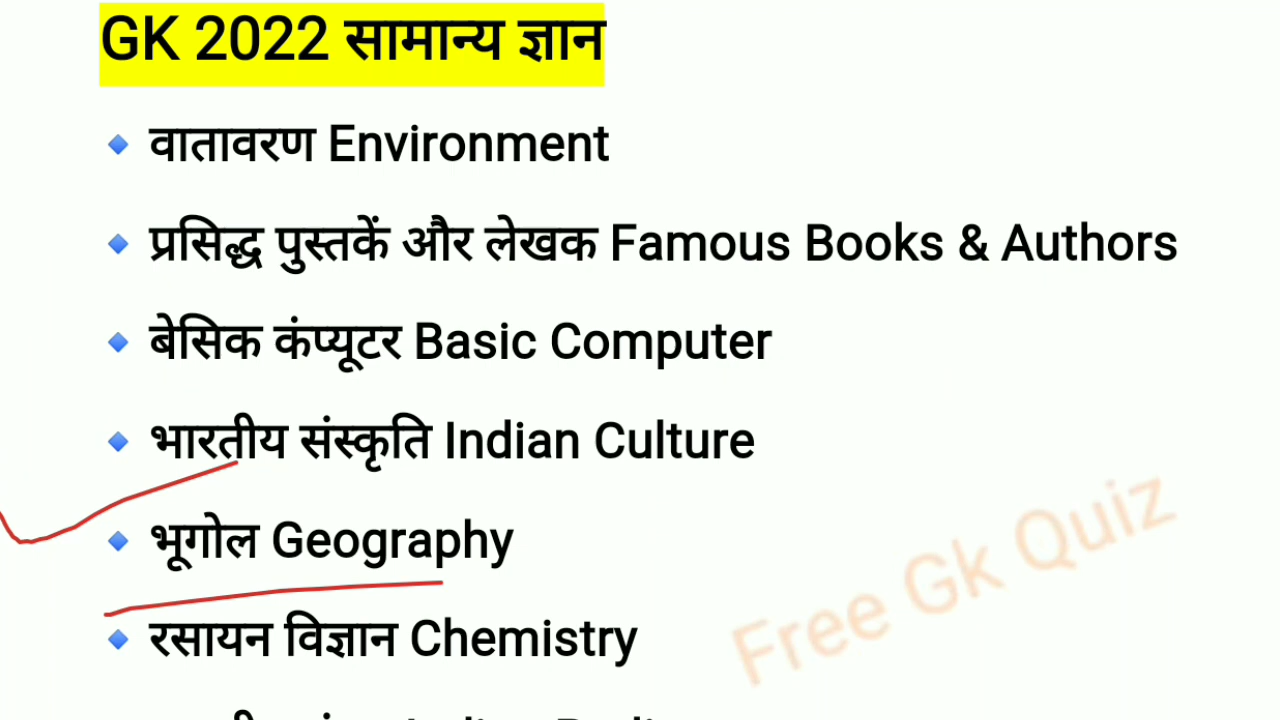 GK 2022 सामान्य ज्ञान
वातावरण Environment
प्रसिद्ध पुस्तकें और लेखक Famous Books & Authors
बेसिक कंप्यूटर Basic Computer
भारतीय संस्कृति Indian Culture
भूगोल Geography
रसायन विज्ञान Chemistry
Free Gk Quiz